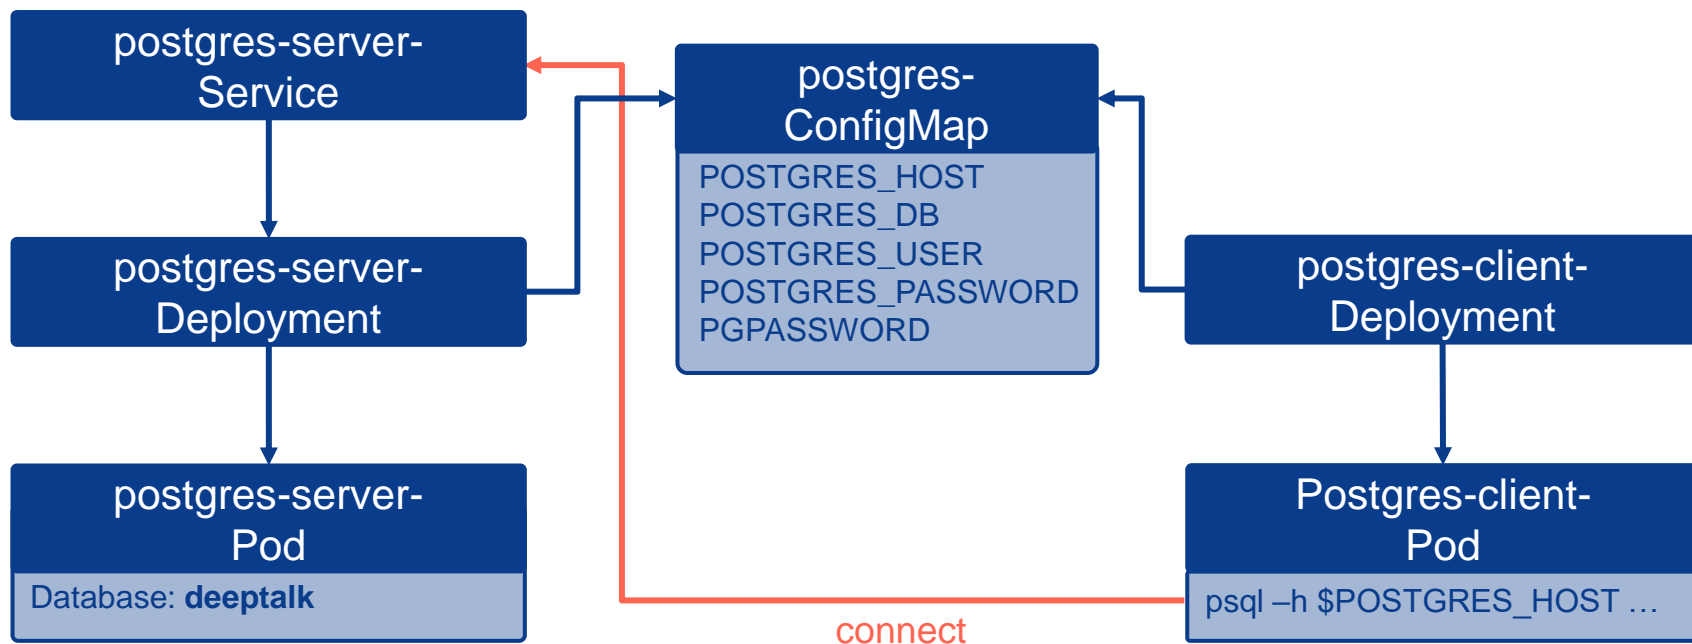 postgres-server-
Service
postgres-
ConfigMap
POSTGRES_HOST
POSTGRES_DB
POSTGRES_USER
POSTGRES_PASSWORD
PGPASSWORD
postgres-server-
Deployment
postgres-client-
Deployment
postgres-server-
Pod
Database: deeptalk
Postgres-client-
Pod
psql –h $POSTGRES_HOST …
connect